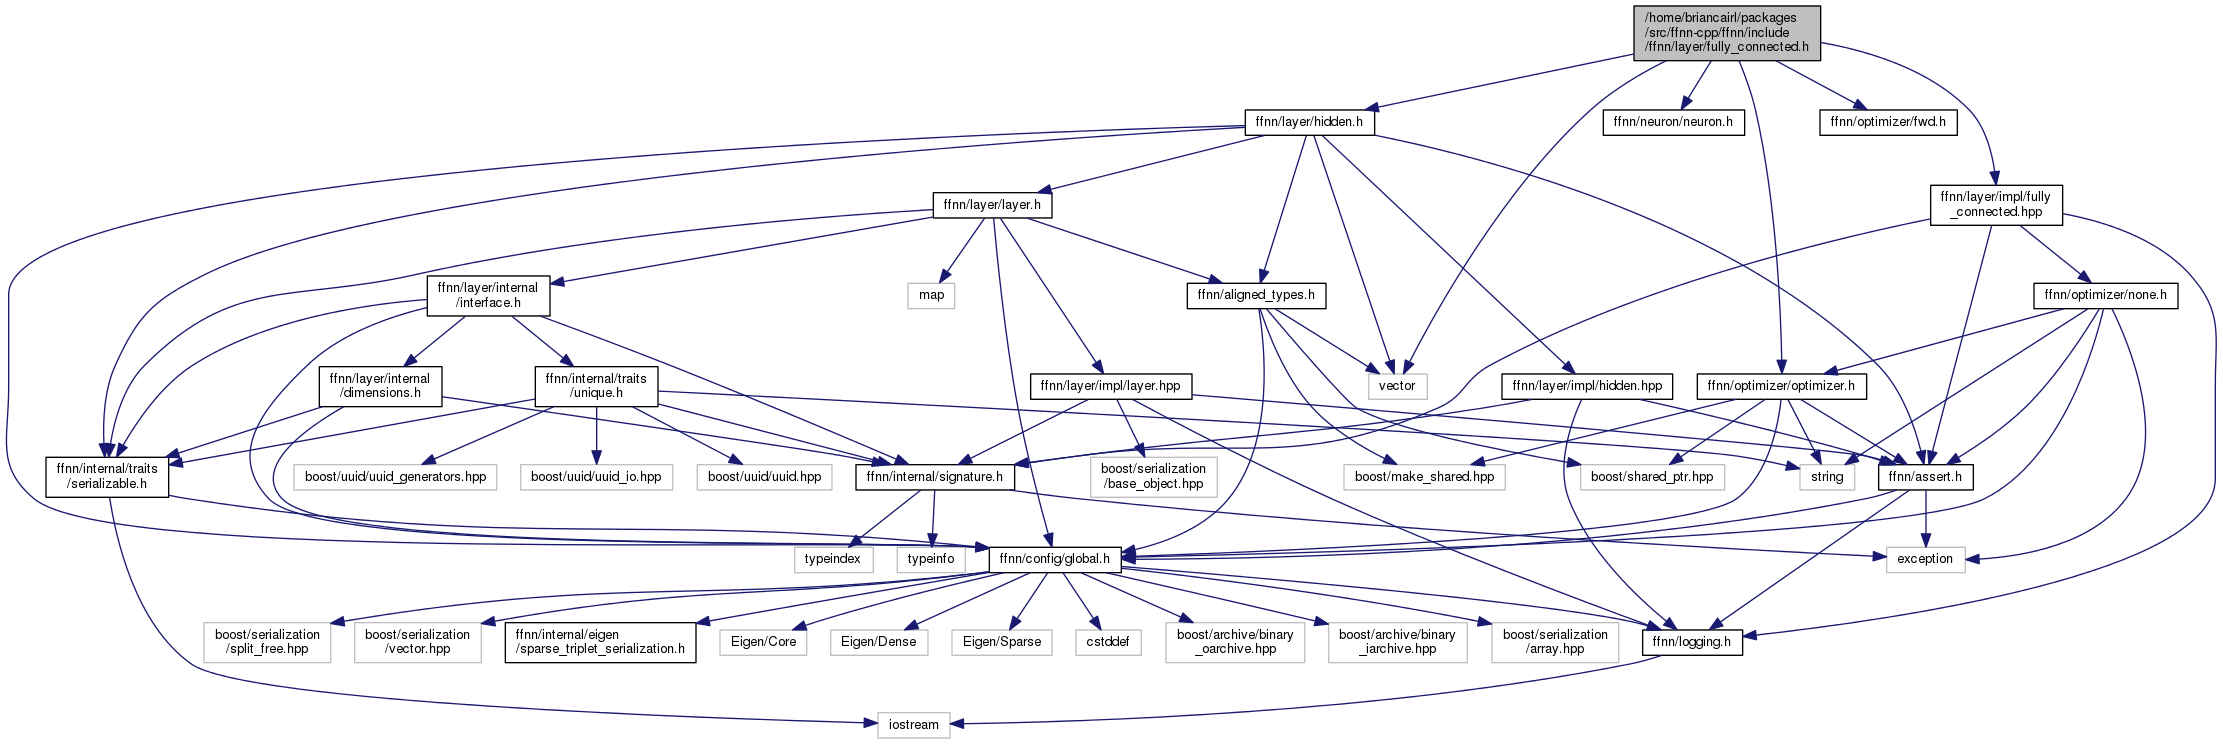 /home/briancairl/packages
/src/ffnn-cpp/ffnn/include
/ffnn/layer/fully_connected.h
ffnn/layer/hidden.h
ffnn/neuron/neuron.h
ffnn/optimizer/fwd.h
ffnn/layer/layer.h
ffnn/layer/impl/fully
_connected.hpp
ffnn/layer/internal
/interface.h
map
ffnn/aligned_types.h
ffnn/optimizer/none.h
ffnn/layer/internal
/dimensions.h
ffnn/internal/traits
/unique.h
ffnn/layer/impl/layer.hpp
vector
ffnn/layer/impl/hidden.hpp
ffnn/optimizer/optimizer.h
ffnn/internal/traits
/serializable.h
boost/uuid/uuid_generators.hpp
boost/uuid/uuid_io.hpp
boost/uuid/uuid.hpp
ffnn/internal/signature.h
boost/serialization
/base_object.hpp
boost/make_shared.hpp
boost/shared_ptr.hpp
string
ffnn/assert.h
typeindex
typeinfo
ffnn/config/global.h
exception
boost/serialization
/split_free.hpp
boost/serialization
/vector.hpp
ffnn/internal/eigen
/sparse_triplet_serialization.h
Eigen/Core
Eigen/Dense
Eigen/Sparse
cstddef
boost/archive/binary
_oarchive.hpp
boost/archive/binary
_iarchive.hpp
boost/serialization
/array.hpp
ffnn/logging.h
iostream